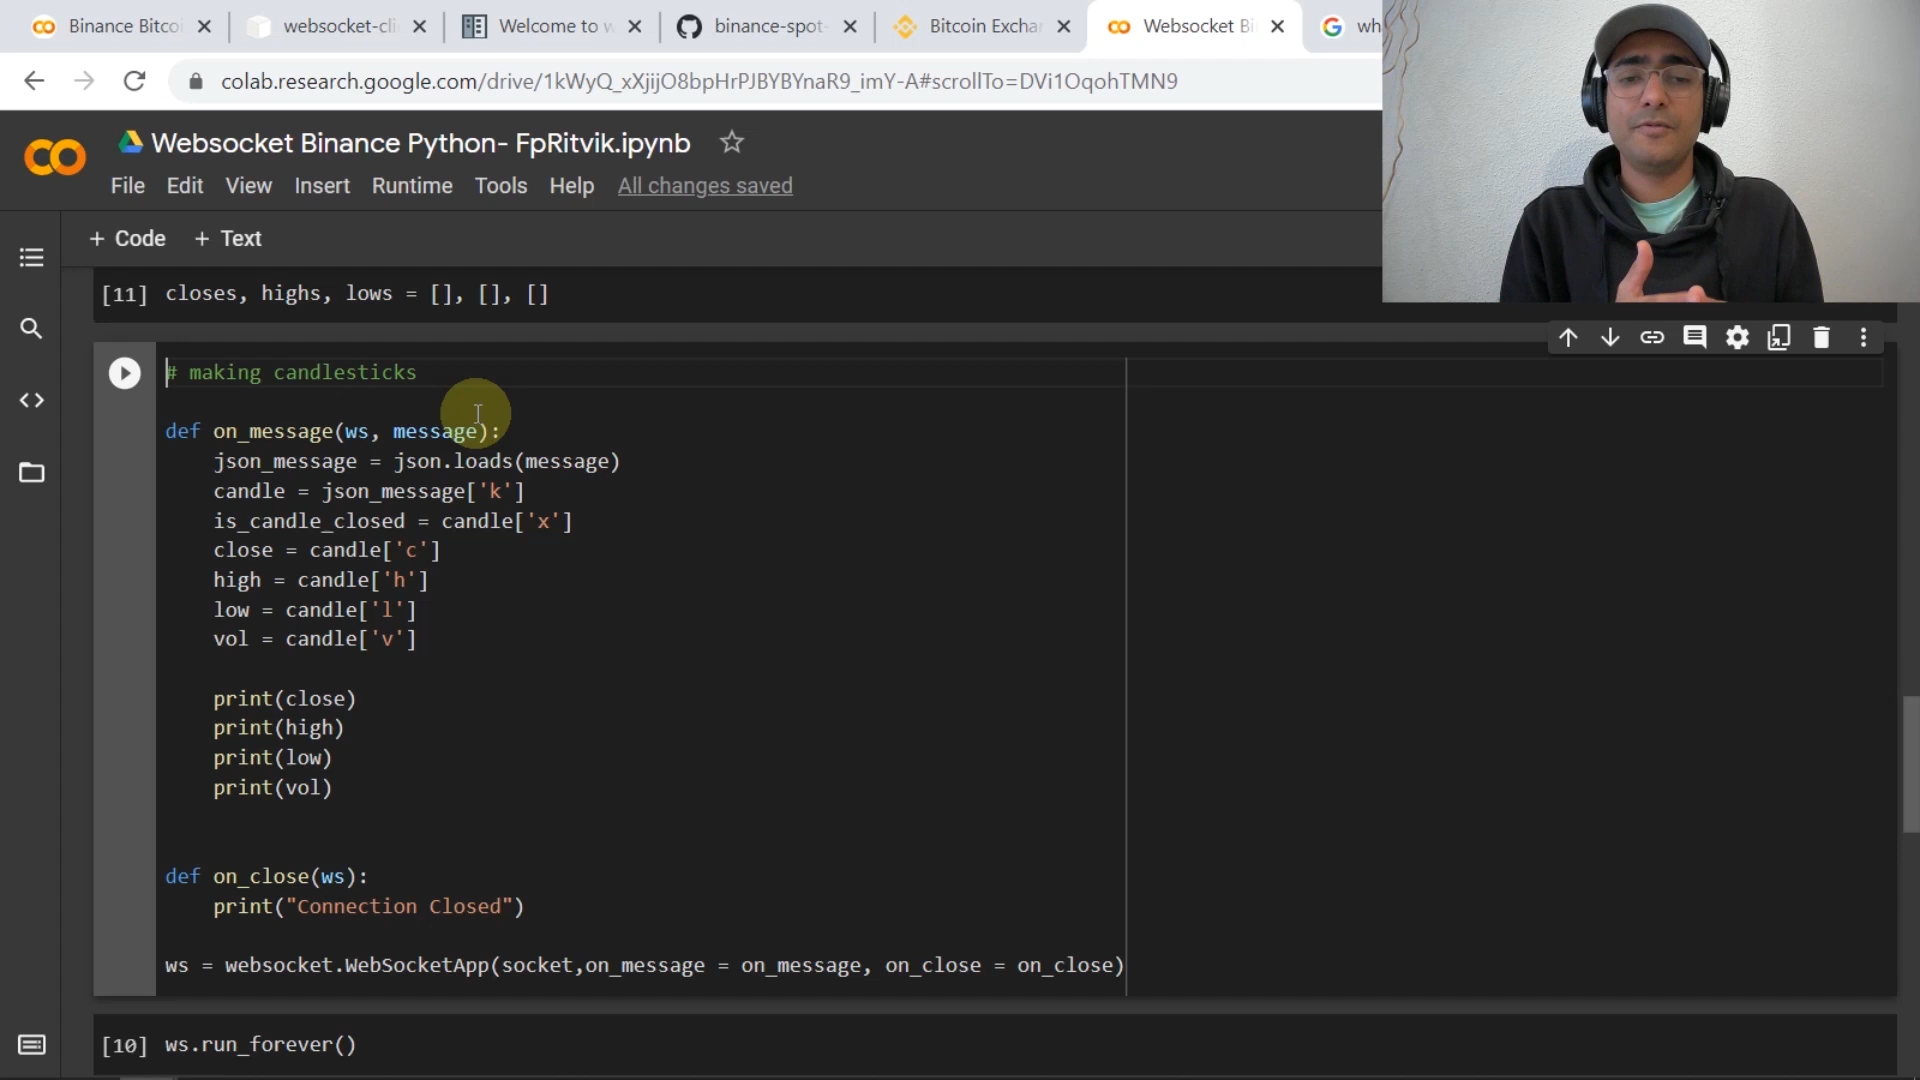 Binance Bitco
websocket-cli
Welcome to w
binance-spot-
Bitcoin Excha
Websocket Bi
wh
colab.research.google.com/drive/1kWyQ_xXjijO8bpHrPJBYBYnaR9_imY-A#scrollTo=DVi1OqohTMN9
Websocket Binance Python- FpRitvik.ipynb
File Edit View Insert Runtime Tools Help All changes saved
+ Code + Text
[11] closes, highs, lows = [], [], []
# making candlesticks
def on_message(ws, message):
json_message = json.loads(message)
candle = json_message['k']
is_candle_closed = candle['x']
close = candle['c']
high = candle['h']
low = candle['l']
vol = candle['v']
print(close)
print(high)
print(low)
print(vol)
def on_close(ws):
print("Connection Closed")
ws = websocket.WebSocketApp(socket,on_message = on_message, on_close = on_close)
[10] ws.run_forever()